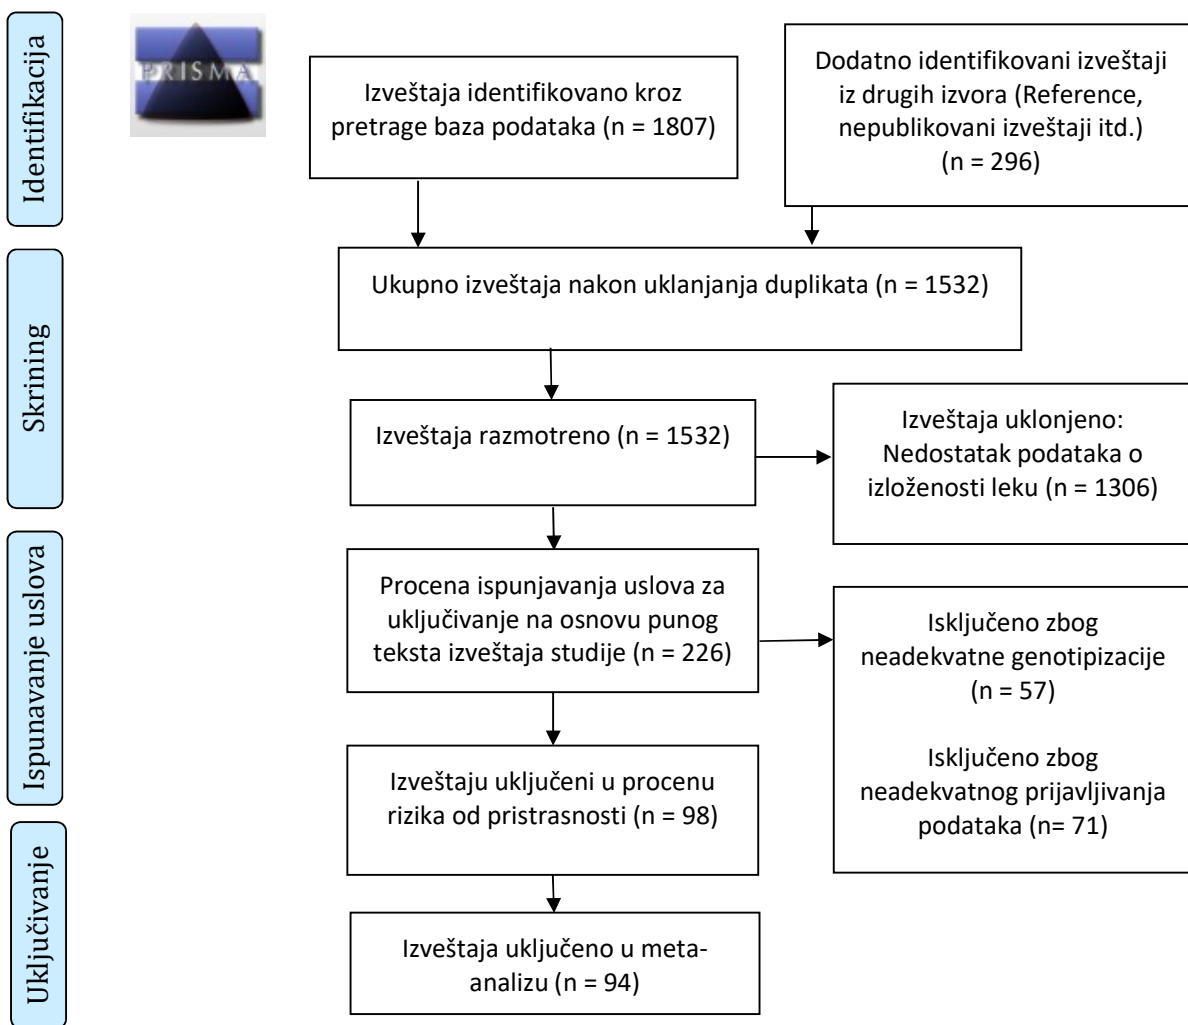 Identifikacija
PRISMA
Izveštaja identifikovano kroz
pretrage baza podataka (n = 1807)
Dodatno identifikovani izveštaji
iz drugih izvora (Reference,
nepublikovani izveštaji itd.)
(n = 296)
Skrining
Ukupno izveštaja nakon uklanjanja duplikata (n = 1532)
Izveštaja razmotreno (n = 1532)
Izveštaja uklonjeno:
Nedostatak podataka o
izloženosti leku (n = 1306)
Ispunavanje uslova
Procena ispunjavanja uslova za
uključivanje na osnovu punog
teksta izveštaja studije (n = 226)
Isključeno zbog
neadekvatne genotipizacije
(n = 57)
Isključeno zbog
neadekvatnog prijavljivanja
podataka (n= 71)
Izveštaju uključeni u procenu
rizika od pristrasnosti (n = 98)
Uključivanje
Izveštaja uključeno u meta-
analizu (n = 94)